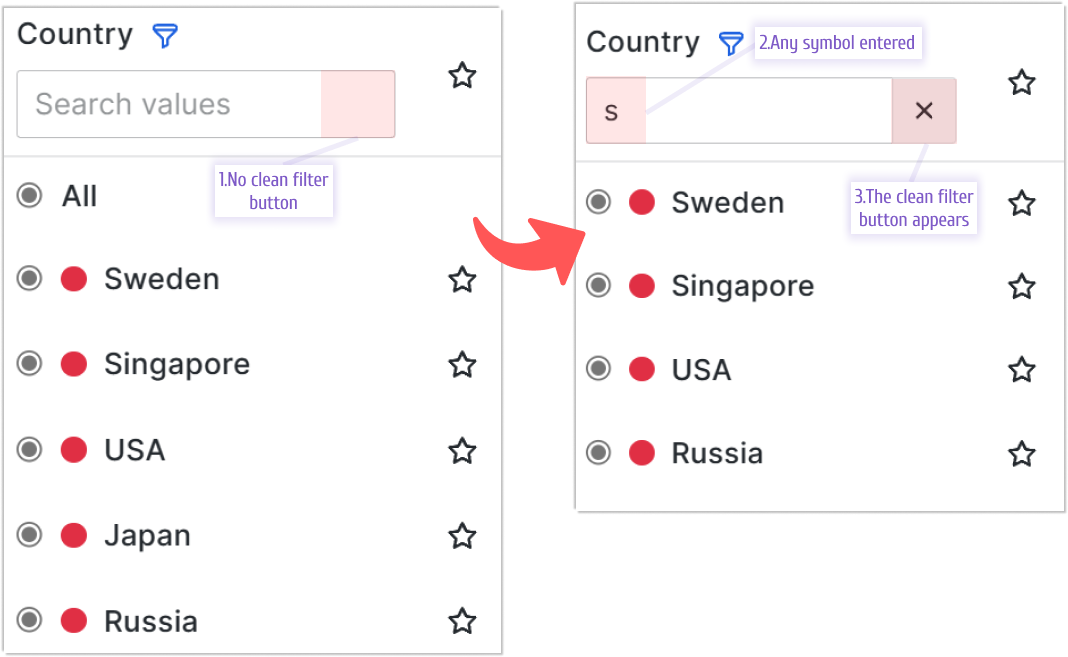 Country
Search values
1.No clean filter
button
All
Sweden
Singapore
USA
Japan
Russia
Country
2.Any symbol entered
s
3.The clean filter
button appears
Sweden
Singapore
USA
Russia